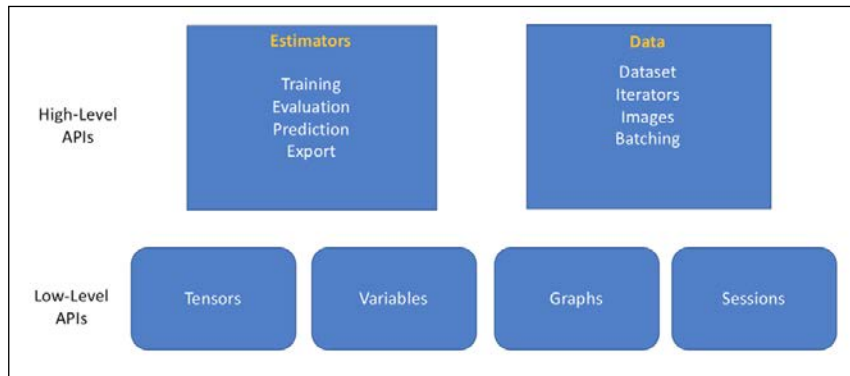 High-Level
APIs
Estimators
Training
Evaluation
Prediction
Export
Data
Dataset
Iterators
Images
Batching
Low-Level
APIs
Tensors
Variables
Graphs
Sessions